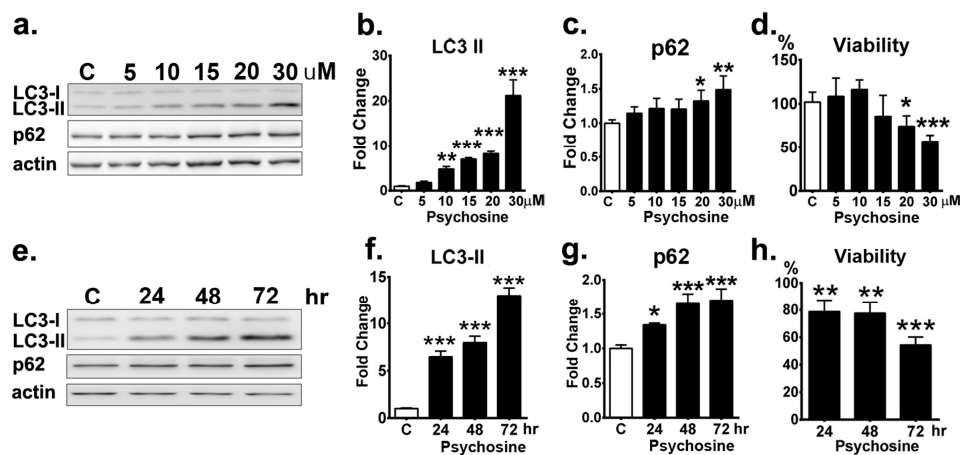 a.
C 5 10 15 20 30 uM
LC3-I
LC3-II
p62
actin
b.
LC3 II
Fold Change
30
20
10
0
** *** *** ***
C 5 10 15 20 30μM
Psychosine
c.
p62
Fold Change
2.0
1.5
1.0
0.5
0.0
* **
C 5 10 15 20 30μM
Psychosine
d.
Viability
%
150
100
50
0
* ***
C 5 10 15 20 30 μM
Psychosine
e.
C 24 48 72 hr
LC3-I
LC3-II
p62
actin
f.
LC3-II
Fold Change
15
10
5
0
*** *** ***
C 24 48 72 hr
Psychosine
g.
p62
Fold Change
2.0
1.5
1.0
0.5
0.0
* *** ***
C 24 48 72 hr
Psychosine
h.
Viability
%
100
80
60
40
20
0
** ** ***
24 48 72 hr
Psychosine